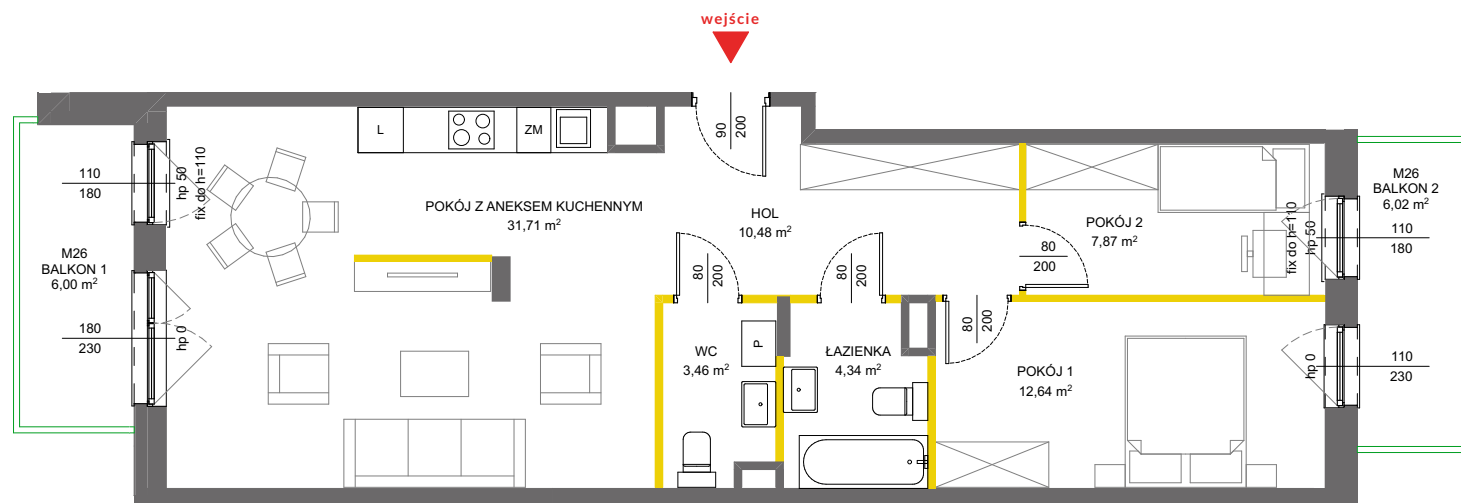 wejście
L
ZM
90
200
110
180
hp 50
fix do h=110
POKÓJ Z ANEKSEM KUCHENNYM
31,71 m²
HOL
10,48 m²
POKÓJ 2
7,87 m²
80
200
M26
BALKON 2
6,02 m²
110
180
hp 50
fix do h=110
M26
BALKON 1
6,00 m²
180
230
hp 0
80
200
80
200
80
200
WC
3,46 m²
P
ŁAZIENKA
4,34 m²
POKÓJ 1
12,64 m²
hp 0
110
230